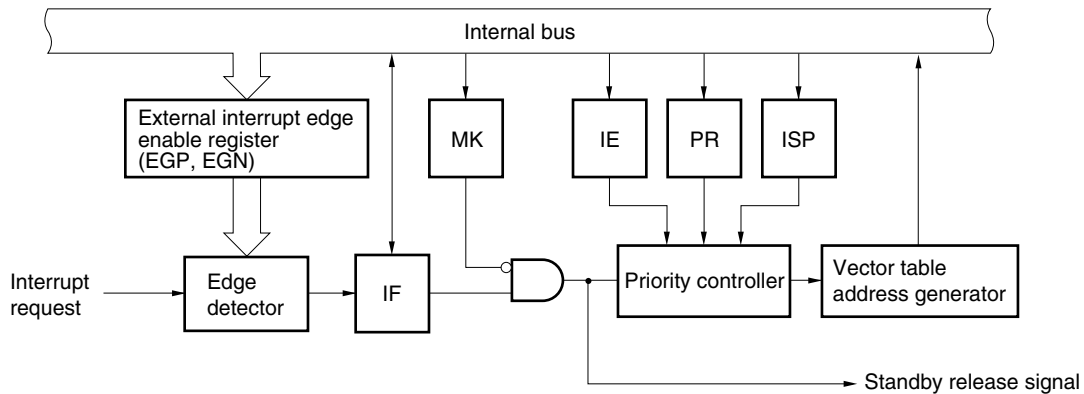 Internal bus
External interrupt edge
enable register
(EGP, EGN)
MK
IE
PR
ISP
Interrupt
request
Edge
detector
IF
Priority controller
Vector table
address generator
Standby release signal